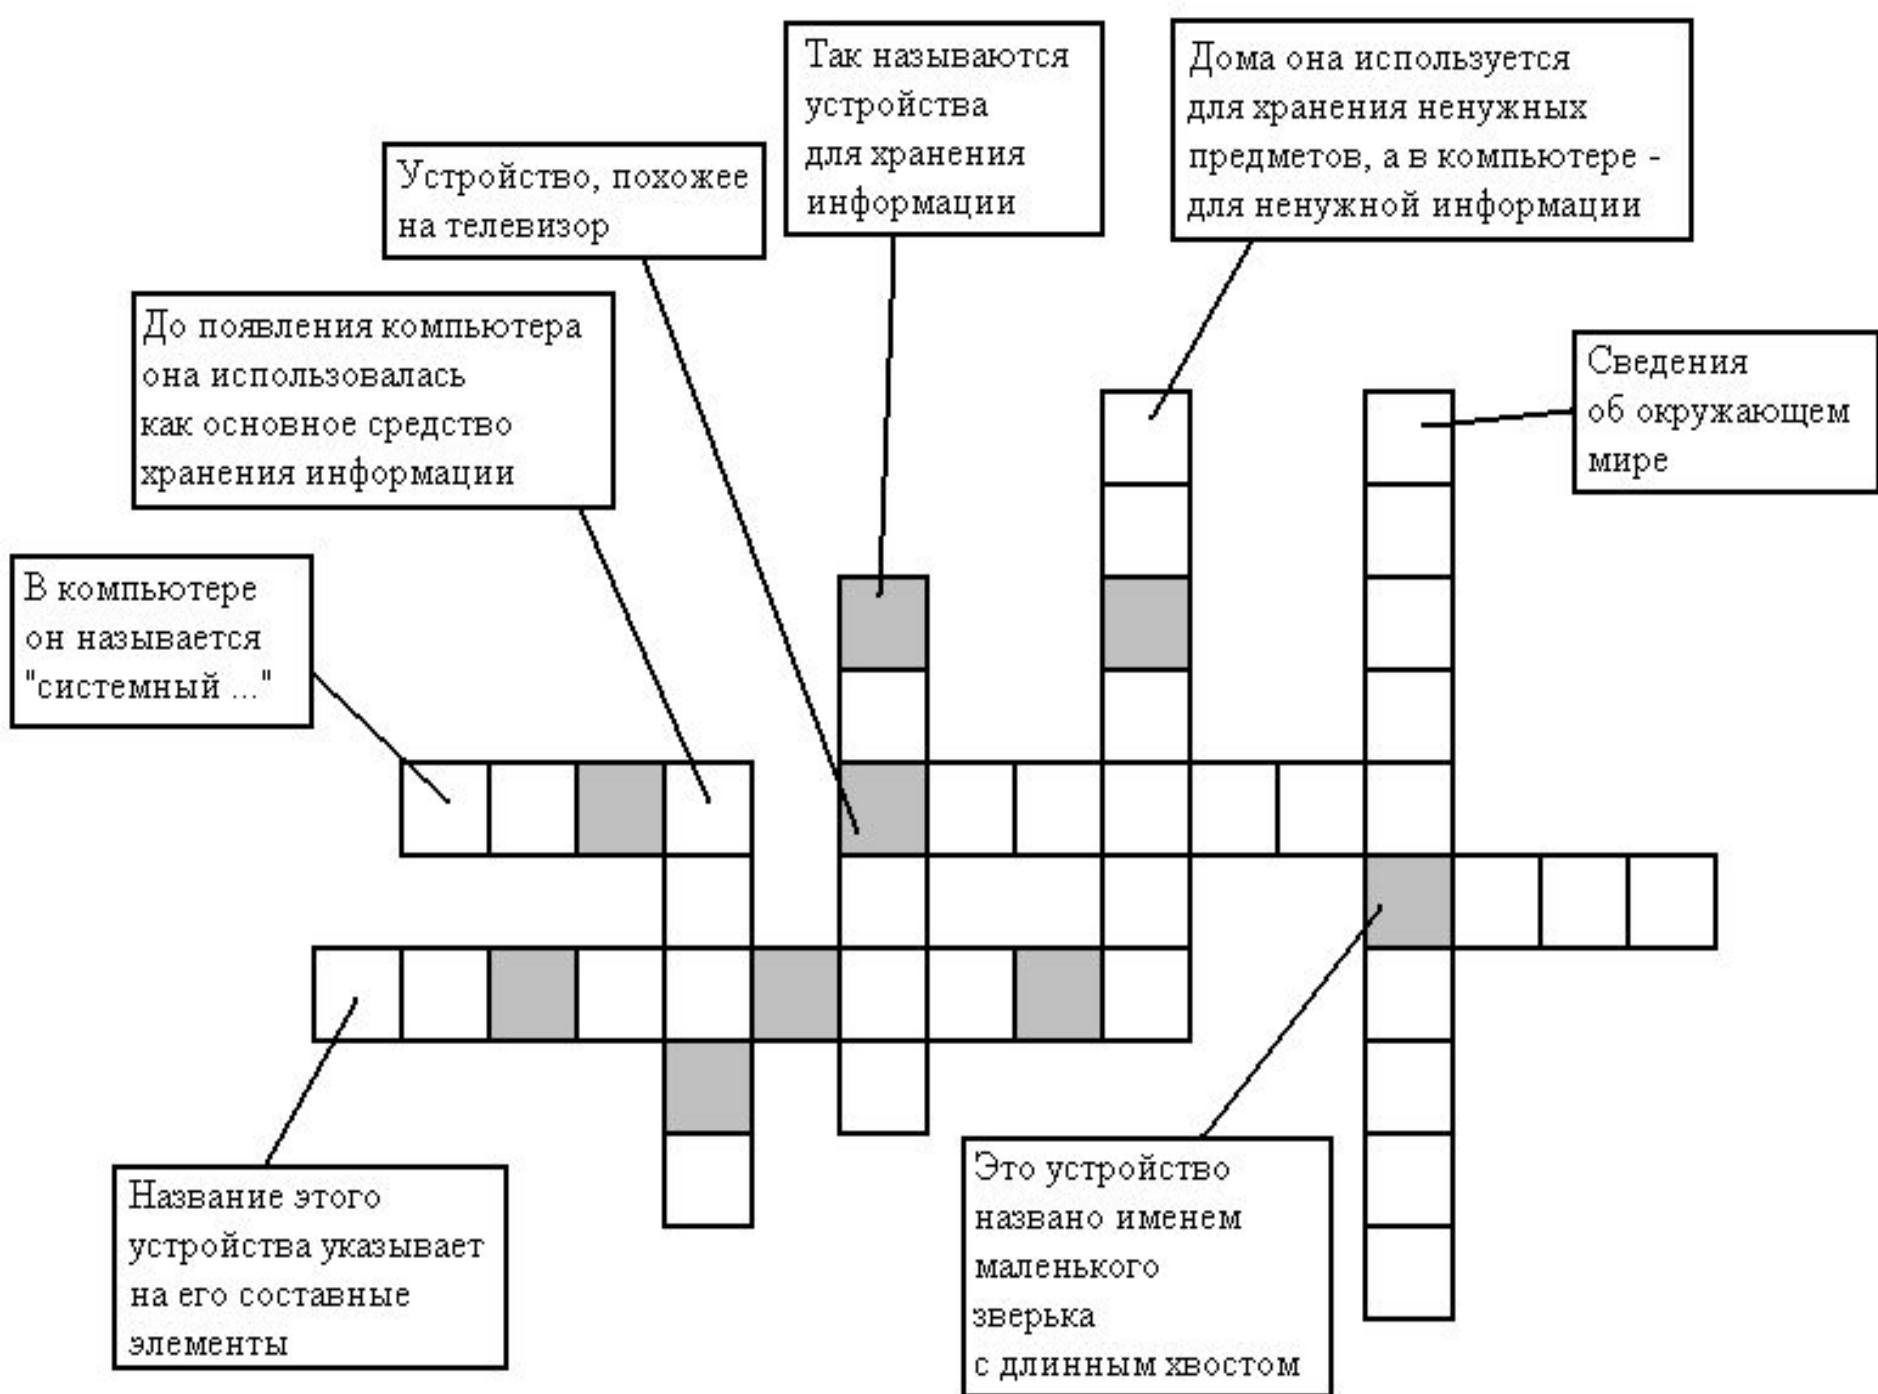 Так называются
устройства
для хранения
информации
Дома она используется
для хранения ненужных
предметов, а в компьютере -
для ненужной информации
Устройство, похожее
на телевизор
До появления компьютера
она использовалась
как основное средство
хранения информации
Сведения
об окружающем
мире
В компьютере
он называется
"системный ..."
Название этого
устройства указывает
на его составные
элементы
Это устройство
названо именем
маленького
зверька
с длинным хвостом